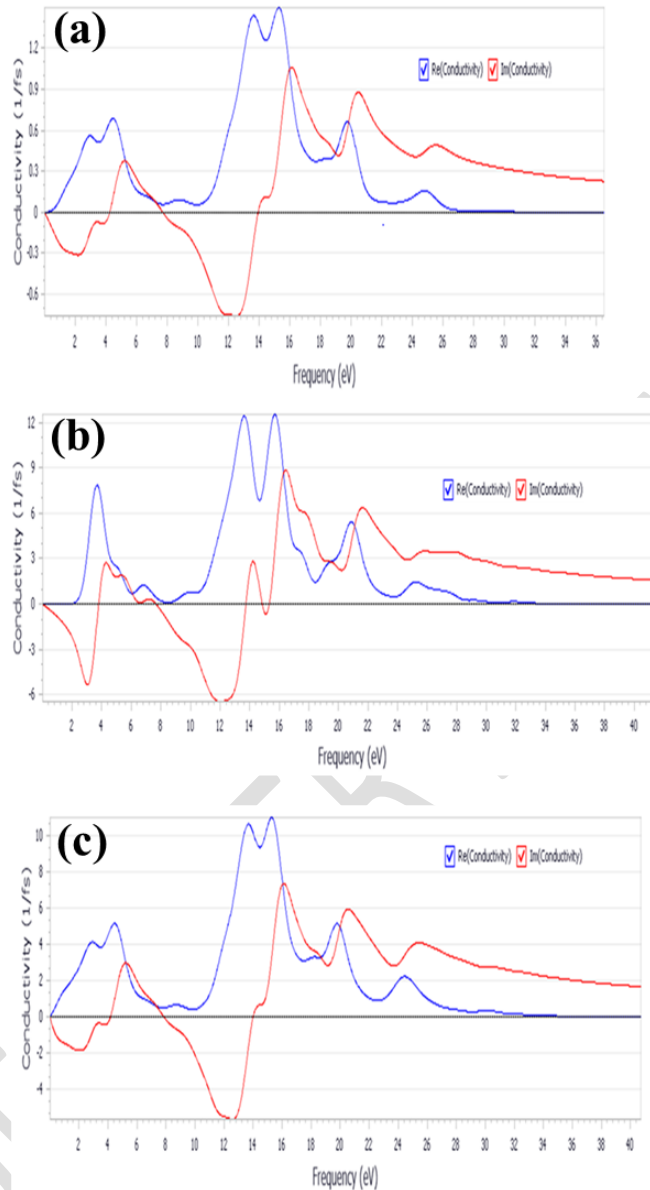 (a)
Conductivity (1/fs)
1.2
0.9
0.6
0.3
0
-0.3
-0.6
Re(Conductivity) Im(Conductivity)
2 4 6 8 10 12 14 16 18 20 22 24 26 28 30 32 34 36
Frequency (eV)
(b)
Conductivity (1/fs)
12
9
6
3
0
-3
-6
Re(Conductivity) Im(Conductivity)
2 4 6 8 10 12 14 16 18 20 22 24 26 28 30 32 34 36 38 40
Frequency (eV)
(c)
Conductivity (1/fs)
10
8
6
4
2
0
-2
-4
Re(Conductivity) Im(Conductivity)
2 4 6 8 10 12 14 16 18 20 22 24 26 28 30 32 34 36 38 40
Frequency (eV)